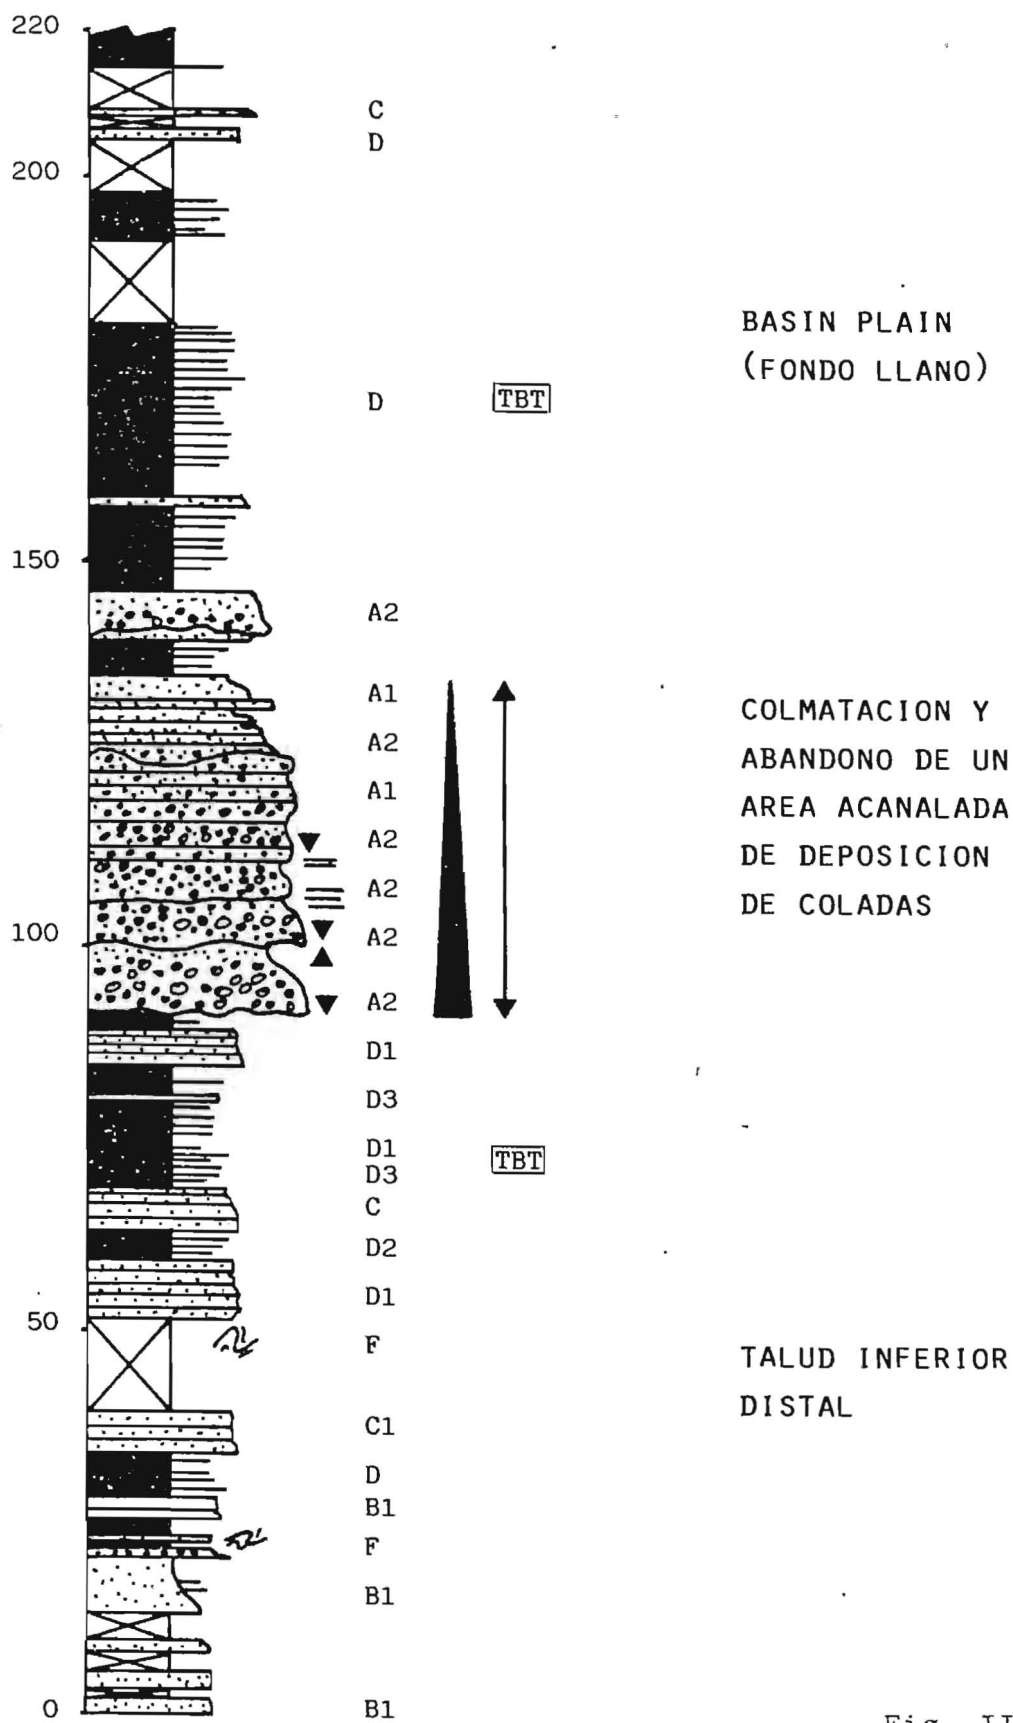 220
C
D
200
BASIN PLAIN
(FONDO LLANO)
D TBT
150
A2
A1
COLMATACION Y
A2
ABANDONO DE UN
A1
AREA ACANALADA
A2
DE DEPOSICION
A2
DE COLADAS
100
A2
A2
D1
D3
D1
TBT
D3
C
D2
D1
50
F
TALUD INFERIOR
DISTAL
C1
D
B1
F
B1
0
B1